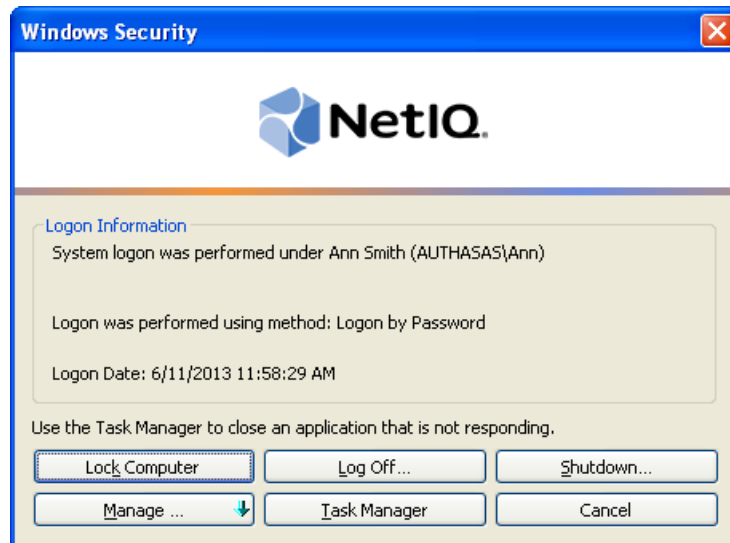 Windows Security
NetIQ.
Logon Information
System logon was performed under Ann Smith (AUTHASAS\Ann)
Logon was performed using method: Logon by Password
Logon Date: 6/11/2013 11:58:29 AM
Use the Task Manager to close an application that is not responding.
Lock Computer Log Off... Shutdown...
Manage ... Task Manager Cancel